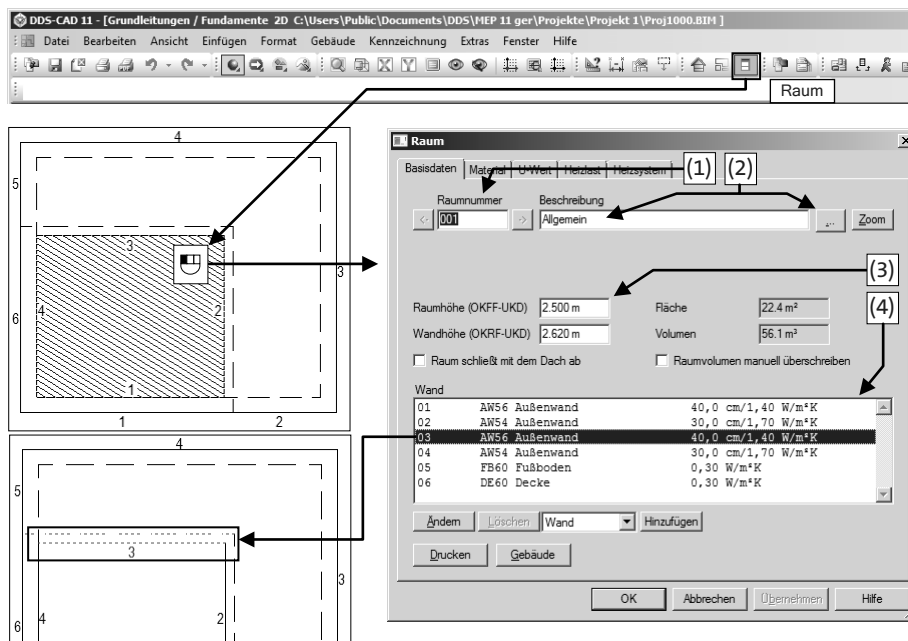 DDS-CAD 11 - [Grundleitungen / Fundamente 2D C:\Users\Public\Documents\DDS\MEP 11 ger\Projekte\Projekt 1\Proj1000.BIM ]
Datei Bearbeiten Ansicht Einfügen Format Gebäude Kennzeichnung Extras Fenster Hilfe
Raum
4
5
3
3
4
2
6
1
1
2
4
5
3
3
6
4
2
Raum
Basisdaten Material U-Wert Heizlast Heizsystem
(1)
(2)
Raumnummer Beschreibung
<- 001 -> Allgemein ... Zoom
(3)
Raumhöhe (OKFF-UKD) 2.500 m Fläche 22.4 m²
(4)
Wandhöhe (OKRF-UKD) 2.620 m Volumen 56.1 m³
Raum schließt mit dem Dach ab Raumvolumen manuell überschreiben
Wand
01 AW56 Außenwand 40,0 cm/1,40 W/m²K
02 AW54 Außenwand 30,0 cm/1,70 W/m²K
03 AW56 Außenwand 40,0 cm/1,40 W/m²K
04 AW54 Außenwand 30,0 cm/1,70 W/m²K
05 FB60 Fußboden 0,30 W/m²K
06 DE60 Decke 0,30 W/m²K
Ändern Löschen Wand Hinzufügen
Drucken Gebäude
OK Abbrechen Übernehmen Hilfe